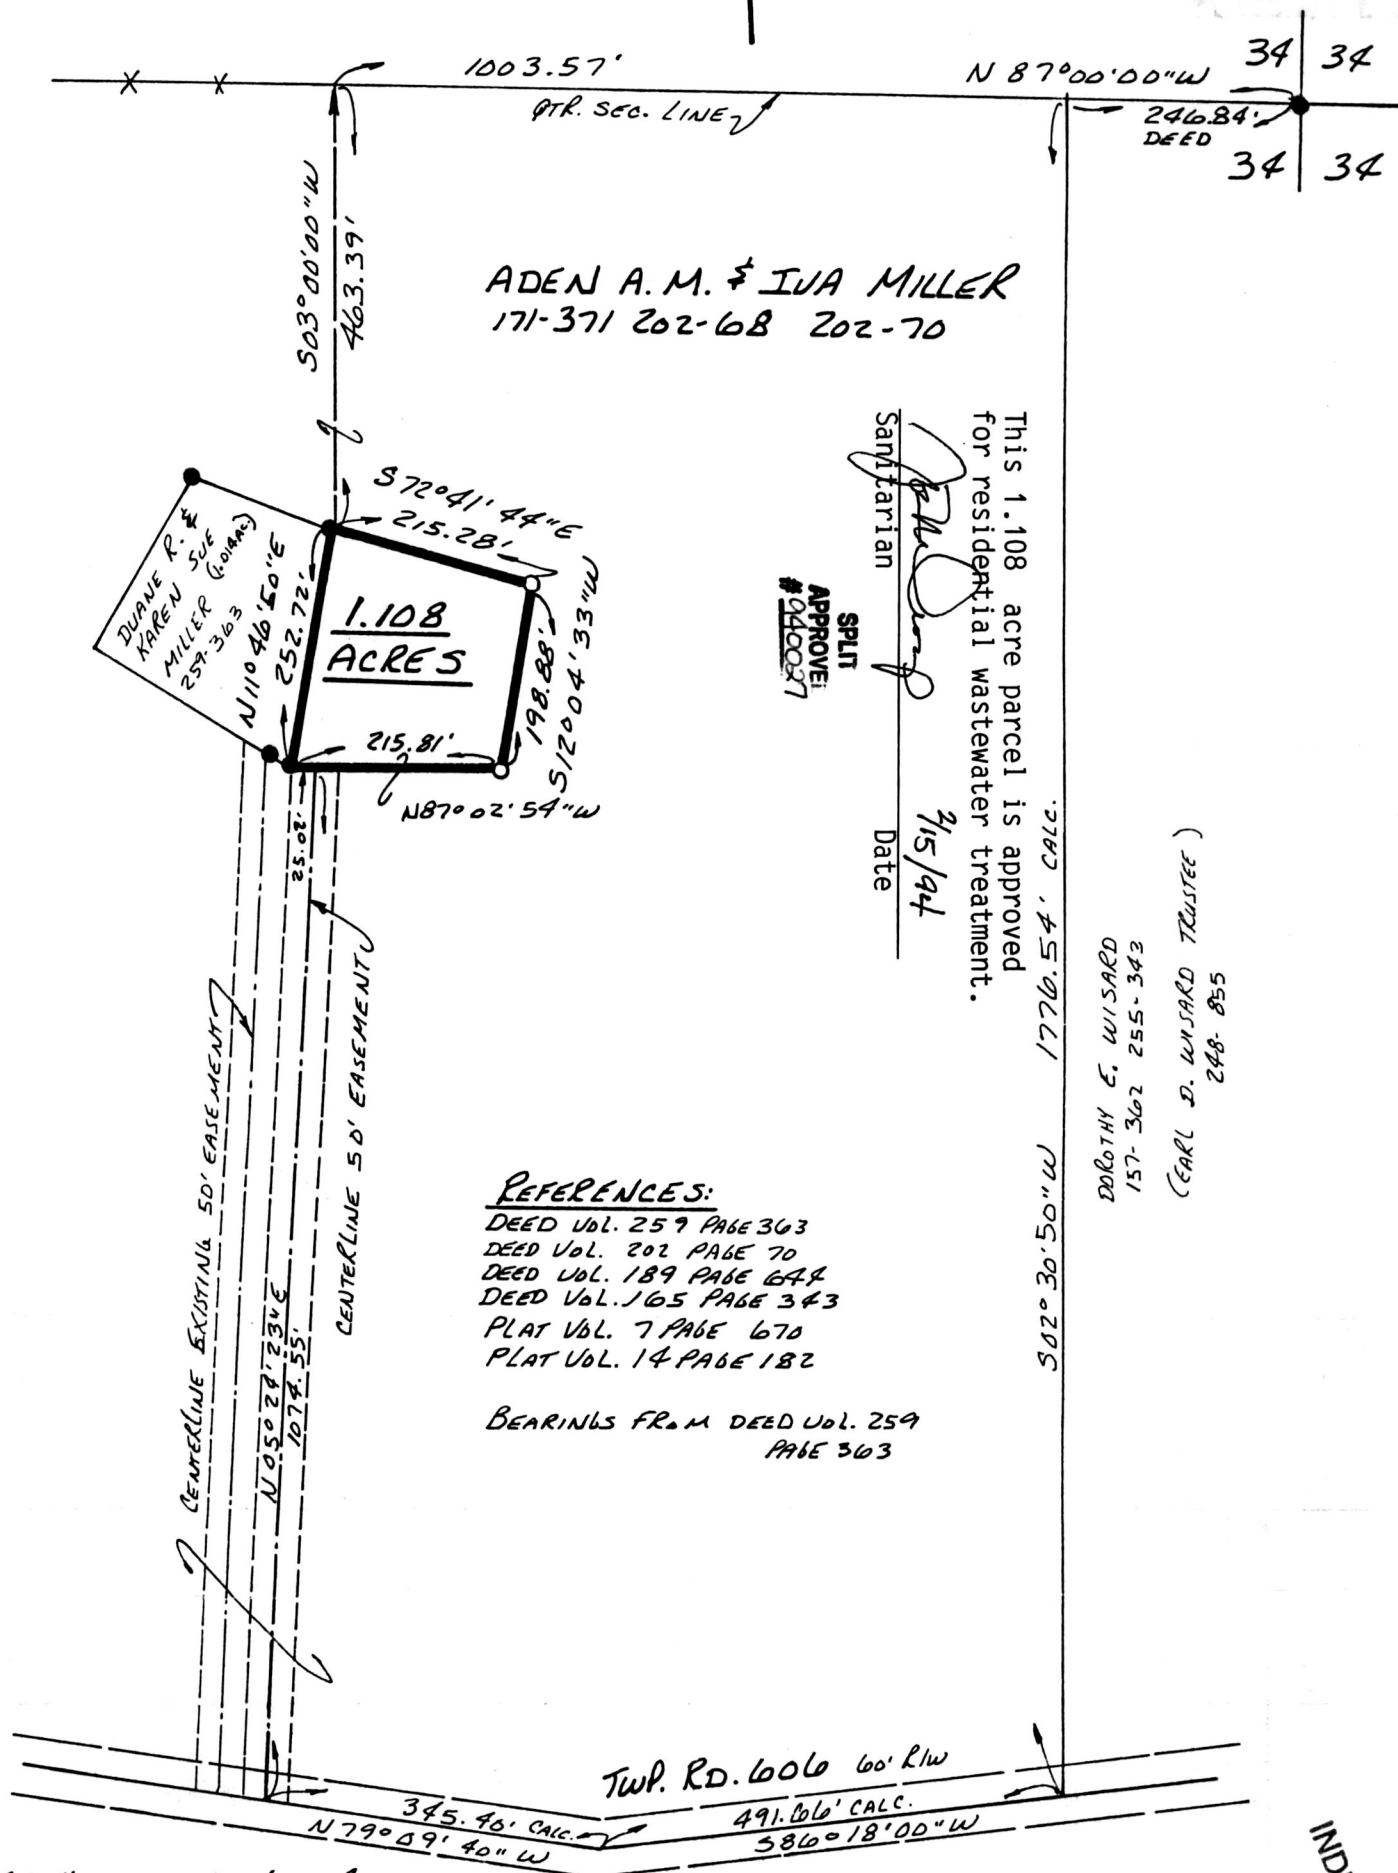 1003.57'
N 87°00'00"W
34 34
QTR. SEC. LINE
246.84'
DEED
34 34
S03°00'00"W
463.39'
ADEN A.M. & IVA MILLER
171-371 202-68 202-70
This 1.108 acre parcel is approved
for residential wastewater treatment.
2/15/94
Sanitarian Date
SPLIT
APPROVE
#940027
S72°41'44"E
215.28'
DUANE R. &
KAREN SUE
MILLER (1.014AC.)
259-363
N11°46'50"E
252.72'
1.108
ACRES
198.88'
S12°04'33"W
215.81'
N87°02'54"W
25.02'
CENTERLINE 50' EASEMENT
CENTERLINE EXISTING 50' EASEMENT
N05°24'23"E
1074.55'
S02°30'50"W 1776.54' CALC.
DOROTHY E. WISARD
157-362 255-343
(EARL D. WISARD TRUSTEE)
248-855
REFERENCES:
DEED VOL. 259 PAGE 363
DEED VOL. 202 PAGE 70
DEED VOL. 189 PAGE 644
DEED VOL. 165 PAGE 343
PLAT VOL. 7 PAGE 670
PLAT VOL. 14 PAGE 182
BEARINGS FROM DEED VOL. 259
PAGE 363
TWP. RD. 606 60' R/W
345.40' CALC.
491.66' CALC.
N79°09'40"W
S86°18'00"W